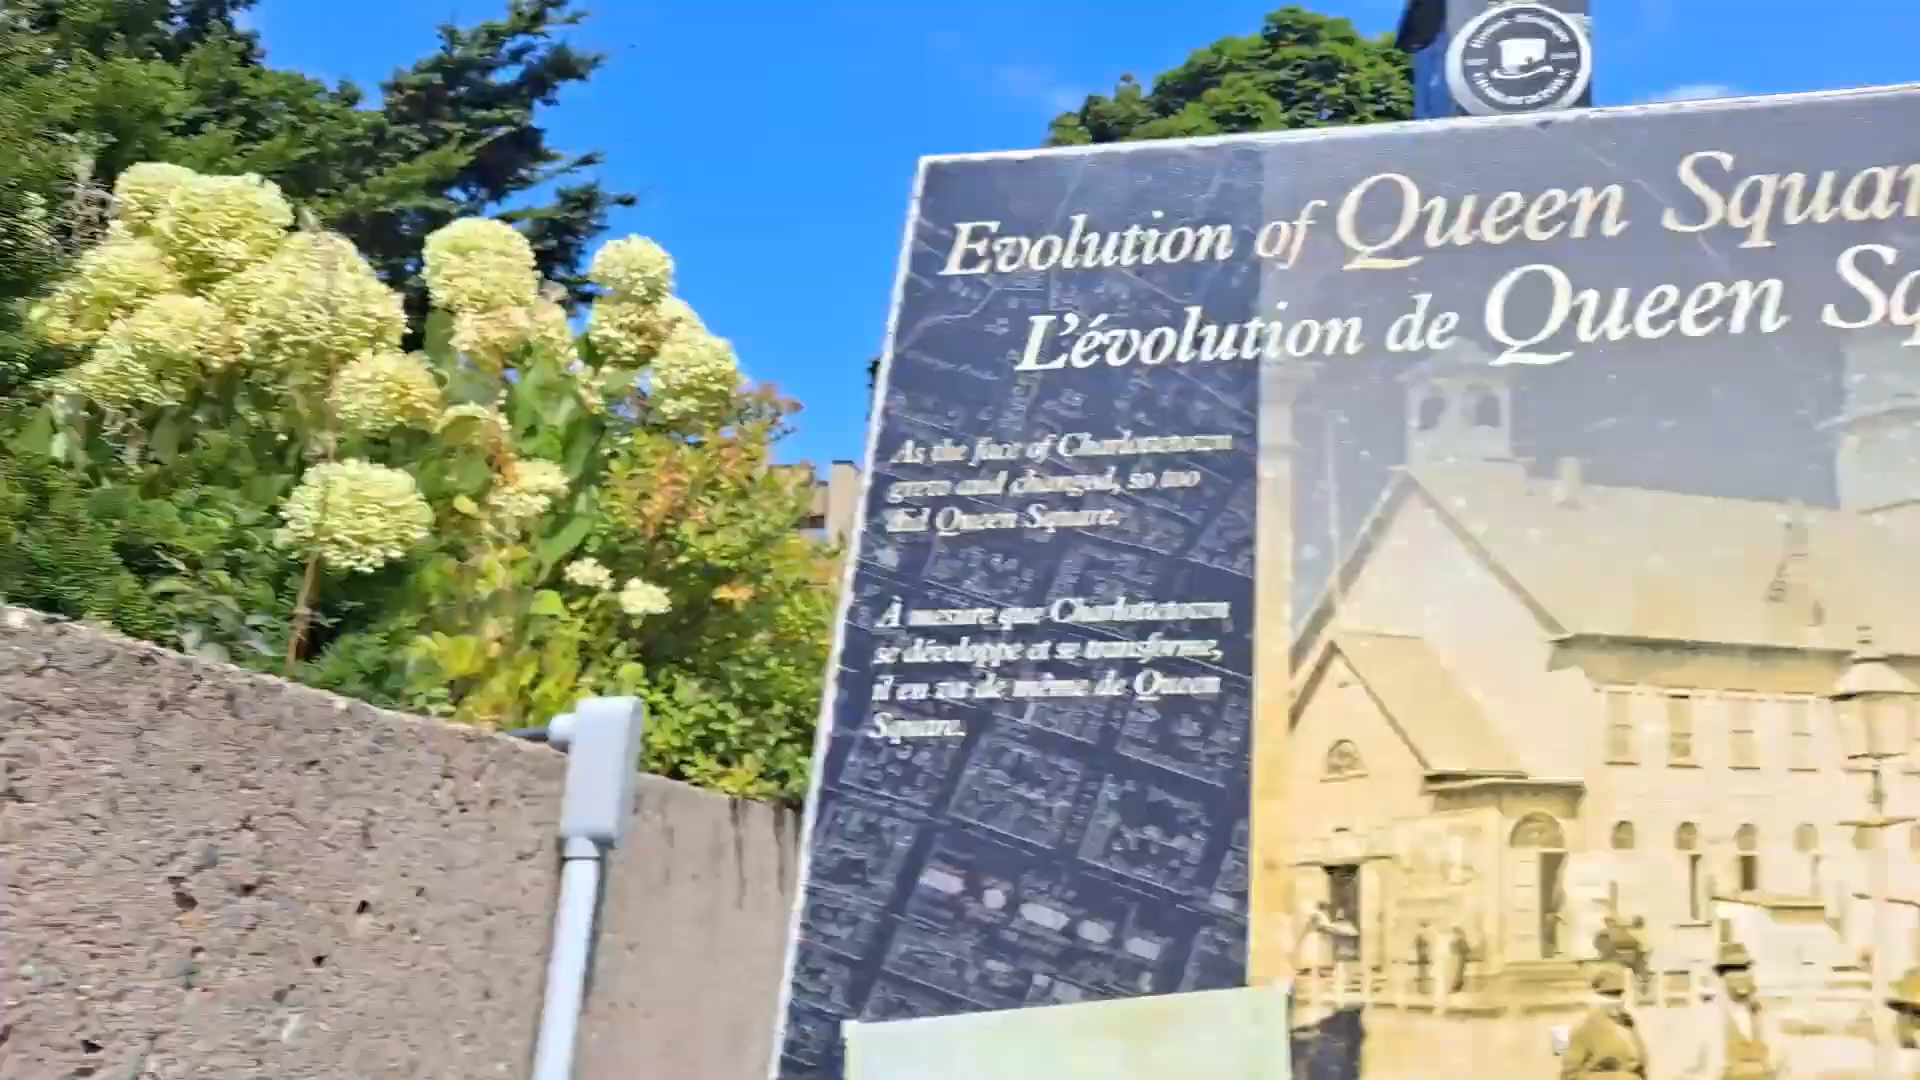 Evolution of Queen Squar
L'évolution de Queen Sq
As the face of Charlottetown
grew and changed, so too
did Queen Square.
À mesure que Charlottetown
se développe et se transforme,
il en va de même de Queen
Square.